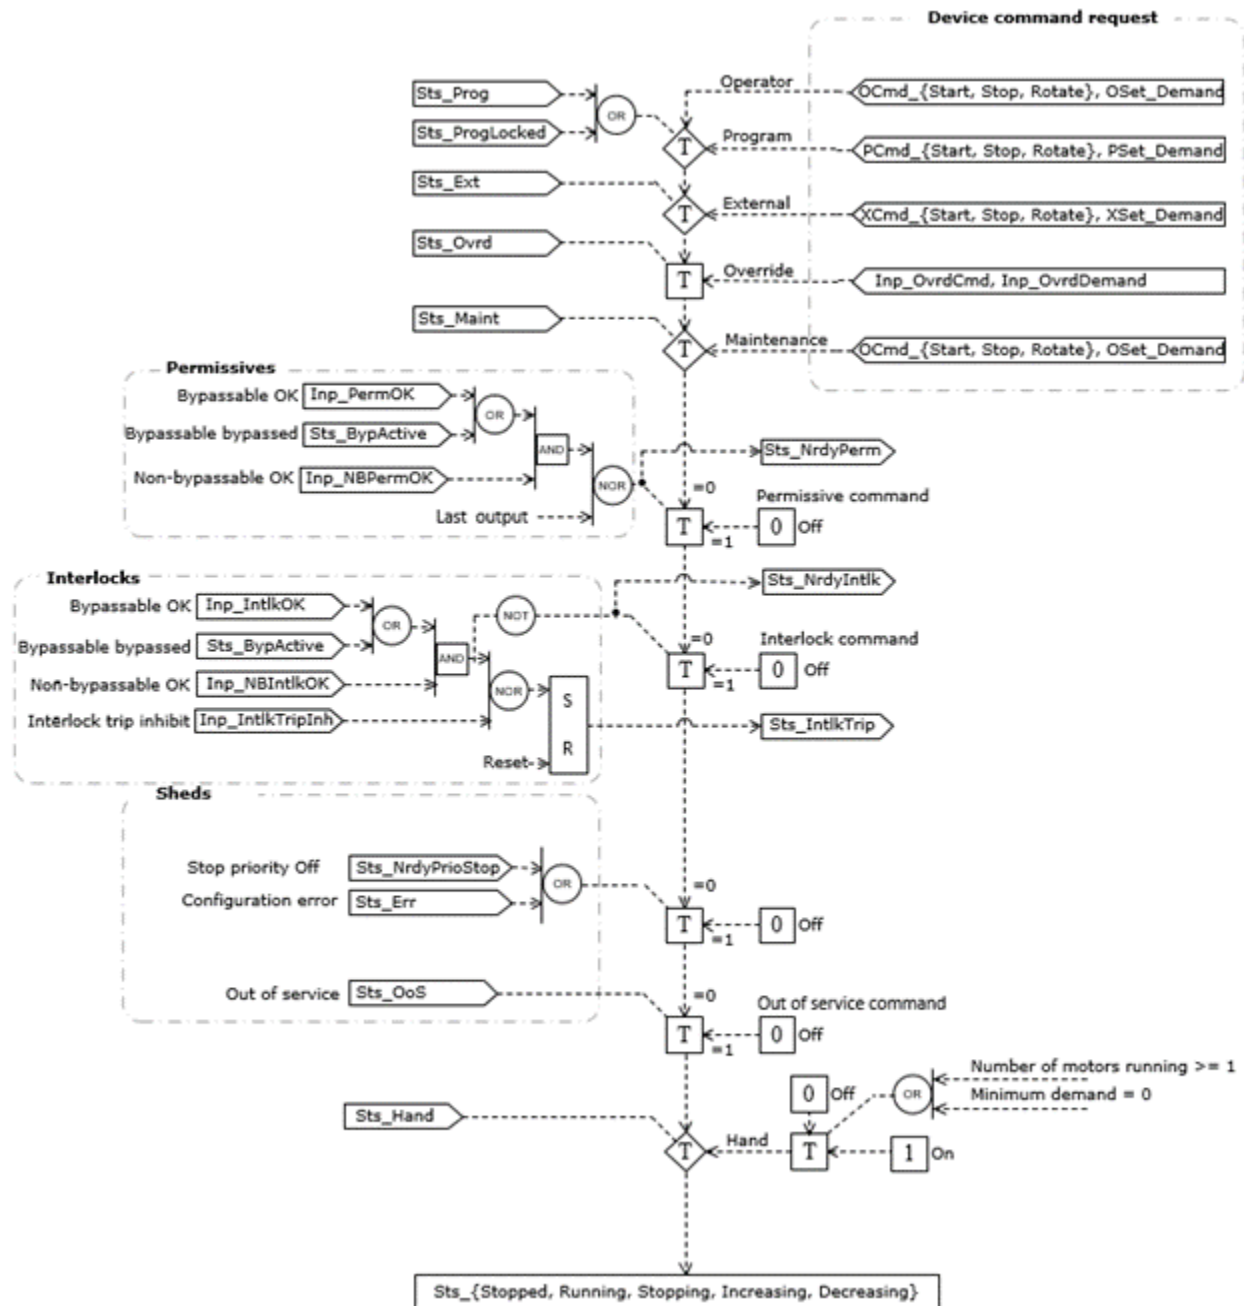 Device command request
Operator
OCmd_{Start, Stop, Rotate}, OSet_Demand
Sts_Prog
OR
Sts_ProgLocked
Program
T
PCmd_{Start, Stop, Rotate}, PSet_Demand
Sts_Ext
External
T
XCmd_{Start, Stop, Rotate}, XSet_Demand
Sts_Ovrd
Override
T
Inp_OvrdCmd, Inp_OvrdDemand
Sts_Maint
Maintenance
T
OCmd_{Start, Stop, Rotate}, OSet_Demand
Permissives
Bypassable OK Inp_PermOK
OR
Bypassable bypassed Sts_BypActive
AND
Sts_NrdyPerm
Non-bypassable OK Inp_NBPermOK
NOR
=0
Permissive command
Last output
T
0 Off
=1
Interlocks
Sts_NrdyIntlk
Bypassable OK Inp_IntlkOK
NOT
OR
Bypassable bypassed Sts_BypActive
=0
Interlock command
AND
T
0 Off
=1
Non-bypassable OK Inp_NBIntlkOK
NOR
S
Interlock trip inhibit Inp_IntlkTripInh
Sts_IntlkTrip
R
Reset
Sheds
Stop priority Off Sts_NrdyPrioStop
OR
=0
Configuration error Sts_Err
T
0 Off
=1
Out of service Sts_OoS
=0
Out of service command
T
0 Off
=1
Number of motors running >= 1
0 Off
OR
Minimum demand = 0
Sts_Hand
Hand
T
T
1 On
Sts_{Stopped, Running, Stopping, Increasing, Decreasing}